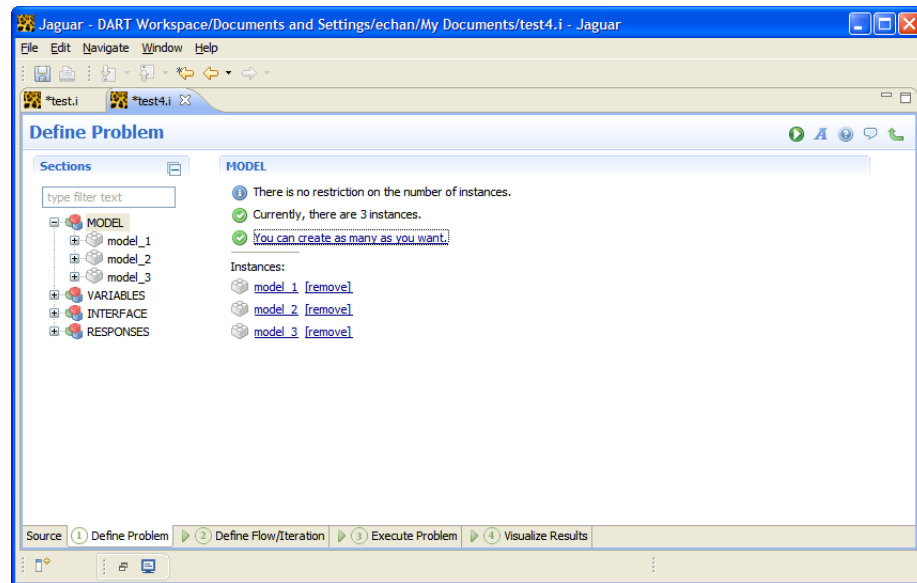 Jaguar - DART Workspace/Documents and Settings/echan/My Documents/test4.i - Jaguar
File Edit Navigate Window Help
*test.i *test4.i
Define Problem
Sections
MODEL
type filter text
There is no restriction on the number of instances.
Currently, there are 3 instances.
You can create as many as you want.
MODEL
model_1
model_2
model_3
VARIABLES
INTERFACE
RESPONSES
Instances:
model_1 [remove]
model_2 [remove]
model_3 [remove]
Source 1 Define Problem 2 Define Flow/Iteration 3 Execute Problem 4 Visualize Results